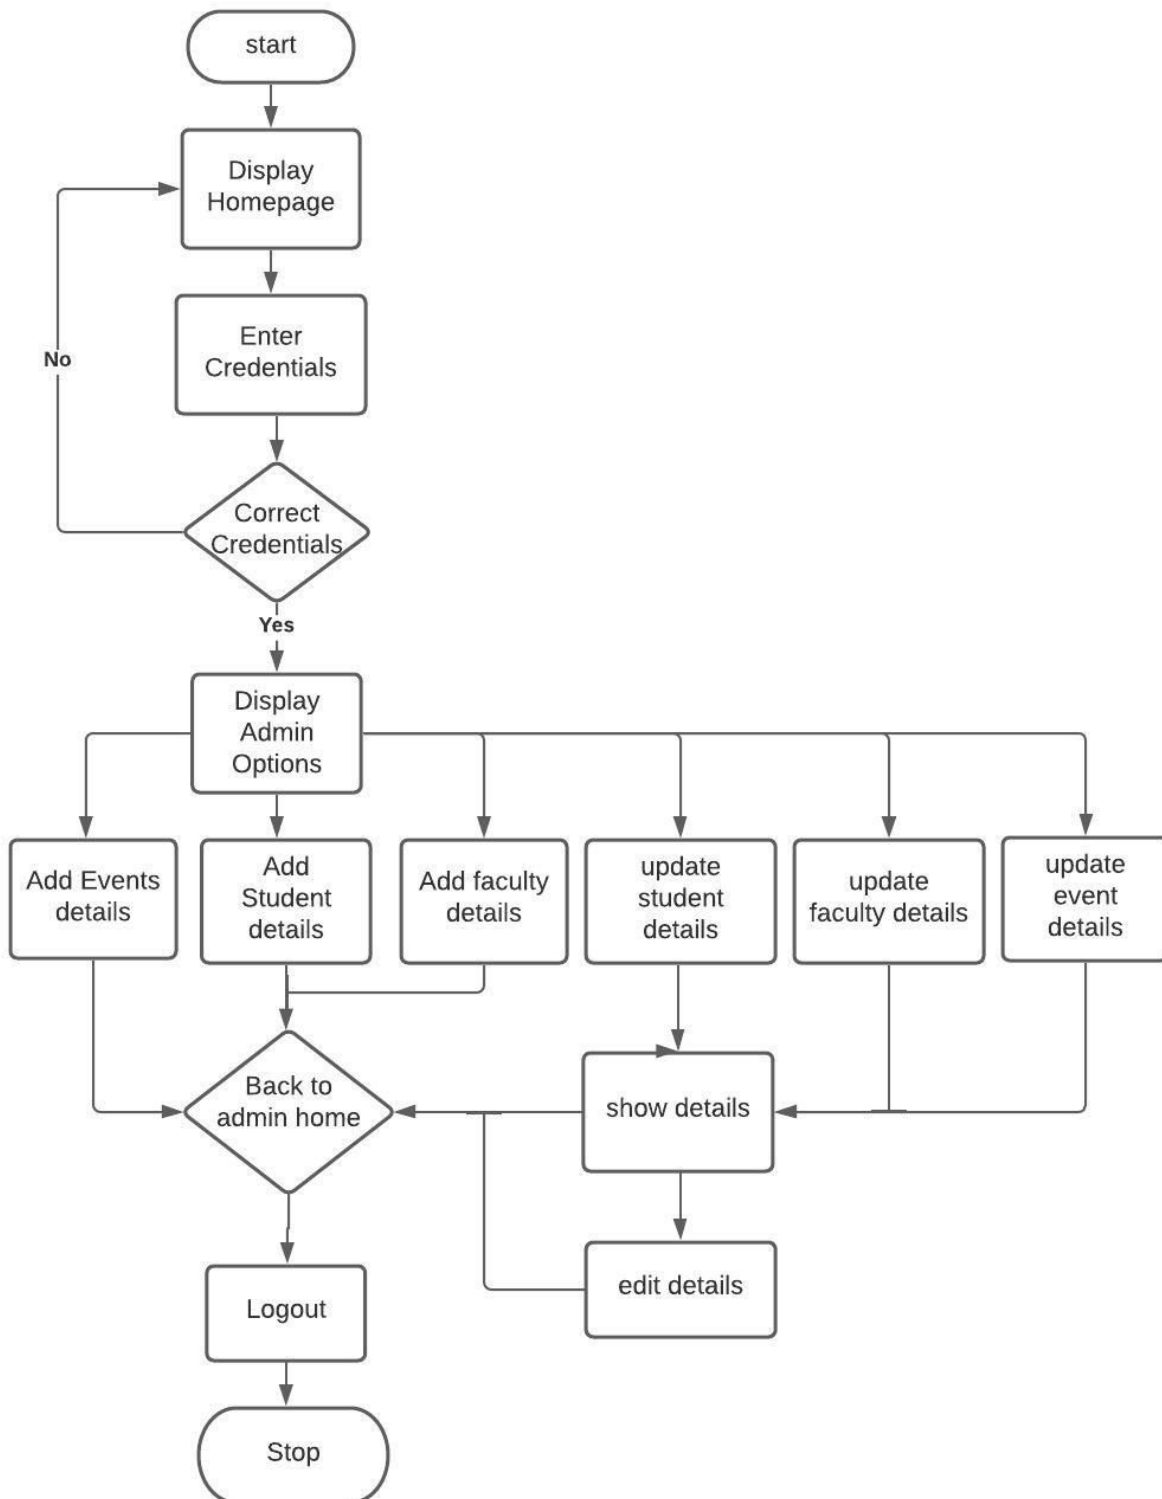 start
Display
Homepage
Enter
Credentials
No
Correct
Credentials
Yes
Display
Admin
Options
Add Events
details
Add
Student
details
Add faculty
details
update
student
details
update
faculty details
update
event
details
Back to
admin home
show details
edit details
Logout
Stop